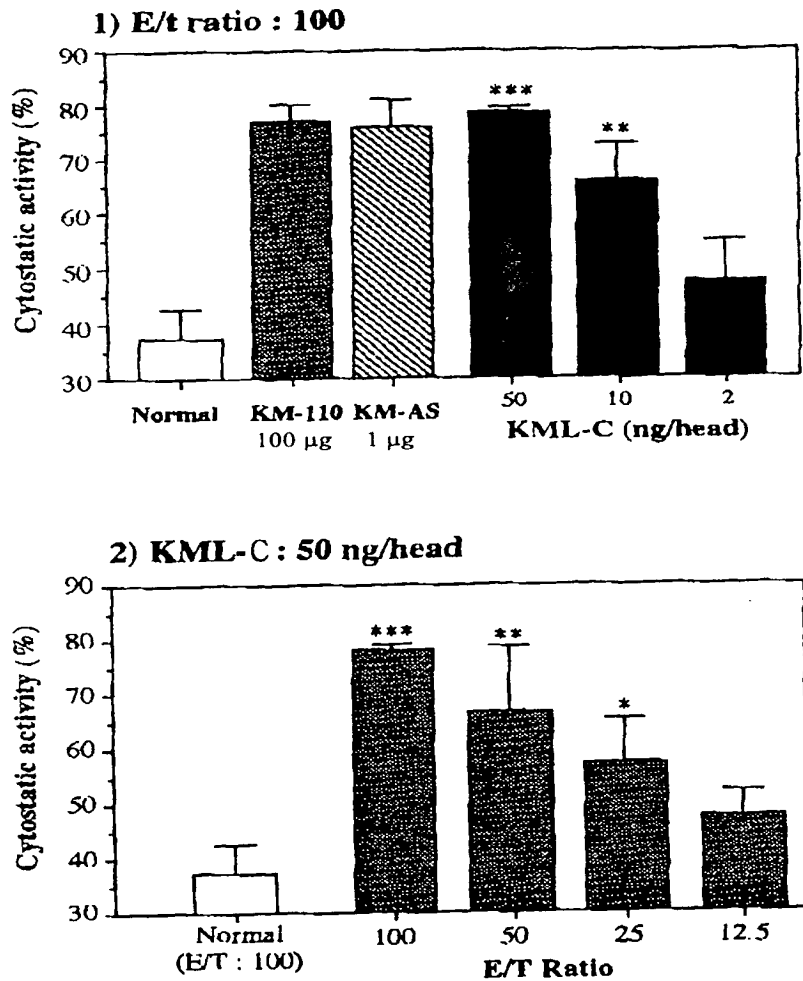 1) E/t ratio : 100
Cytostatic activity (%)
90
80
70
60
50
40
30
***
**
Normal
KM-110
100 μg
KM-AS
1 μg
50
10
2
KML-C (ng/head)
2) KML-C : 50 ng/head
Cytostatic activity (%)
90
80
70
60
50
40
30
***
**
*
Normal
(E/T : 100)
100
50
25
12.5
E/T Ratio